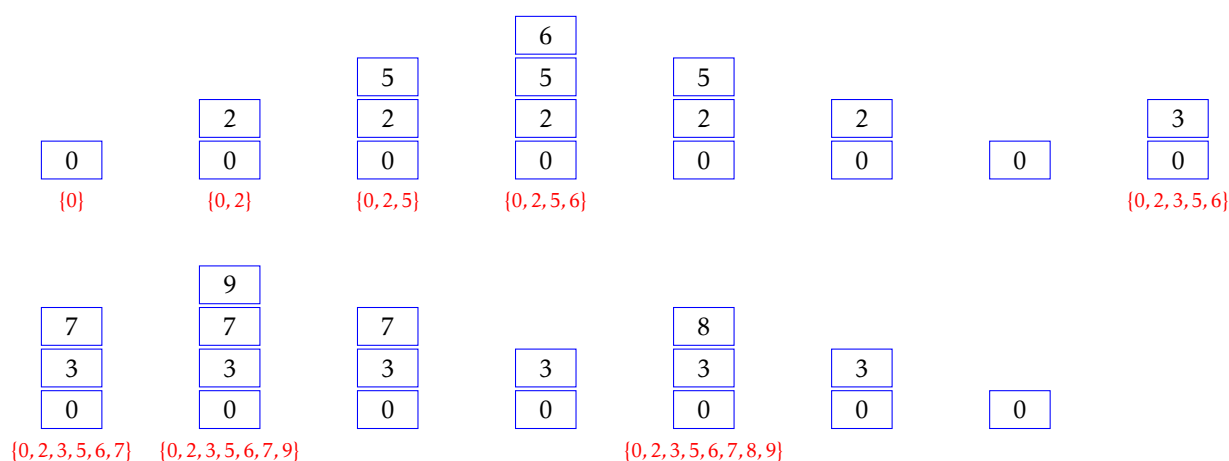 6
5 5 5
2 2 2 2 2 3
0 0 0 0 0 0 0 0
{0} {0, 2} {0, 2, 5} {0, 2, 5, 6} {0, 2, 3, 5, 6}
9
7 7 7 8
3 3 3 3 3 3
0 0 0 0 0 0 0
{0, 2, 3, 5, 6, 7} {0, 2, 3, 5, 6, 7, 9} {0, 2, 3, 5, 6, 7, 8, 9}